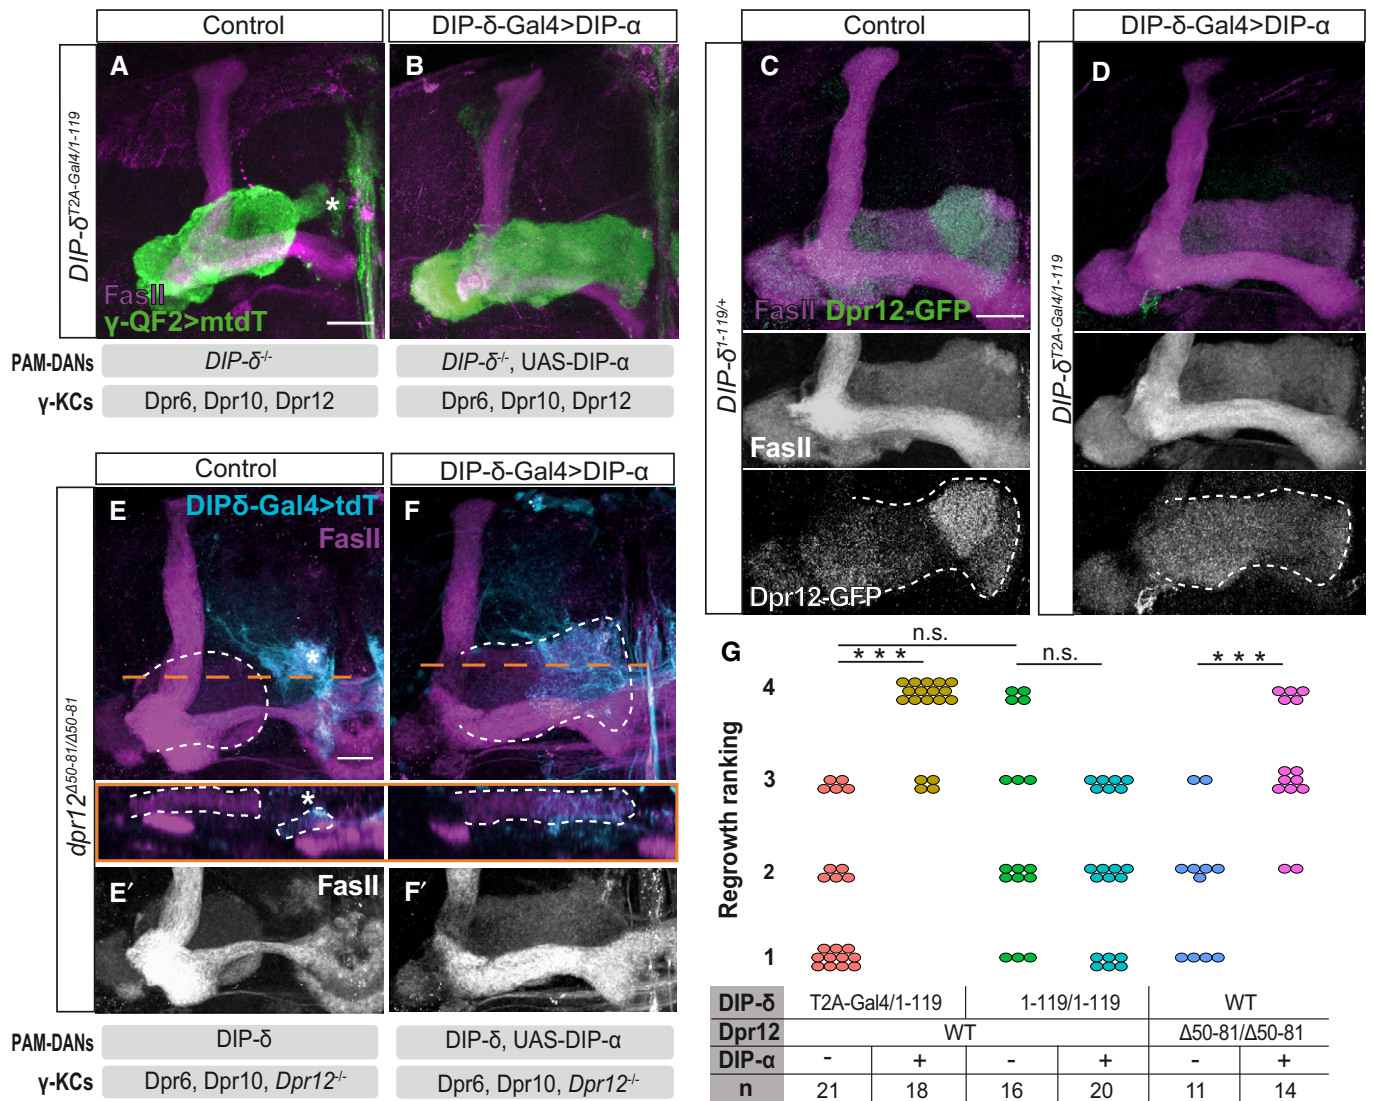 Control
DIP-δ-Gal4>DIP-α
A
B
DIP-δT2A-Gal4/1-119
FasII
γ-QF2>mtdT
*
PAM-DANs
DIP-δ-/-
DIP-δ-/-, UAS-DIP-α
γ-KCs
Dpr6, Dpr10, Dpr12
Dpr6, Dpr10, Dpr12
Control
DIP-δ-Gal4>DIP-α
C
D
DIP-δ1-119/+
DIP-δT2A-Gal4/1-119
FasII Dpr12-GFP
FasII
Dpr12-GFP
Control
DIP-δ-Gal4>DIP-α
E
F
DIPδ-Gal4>tdT
FasII
*
dpr12Δ50-81/Δ50-81
*
E′
F′
FasII
PAM-DANs
DIP-δ
DIP-δ, UAS-DIP-α
γ-KCs
Dpr6, Dpr10, Dpr12-/-
Dpr6, Dpr10, Dpr12-/-
G
n.s.
***
n.s.
***
Regrowth ranking
4
3
2
1
DIP-δ T2A-Gal4/1-119 1-119/1-119 WT
Dpr12 WT Δ50-81/Δ50-81
DIP-α - + - + - +
n 21 18 16 20 11 14